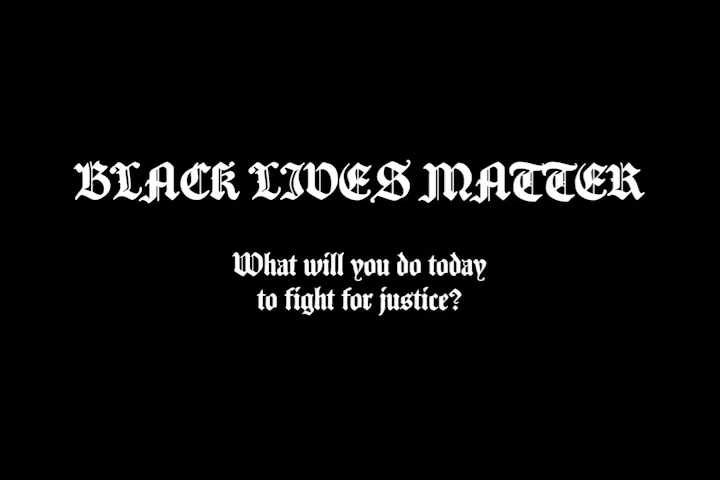 BLACK LIVES MATTER
What will you do today
to fight for justice?